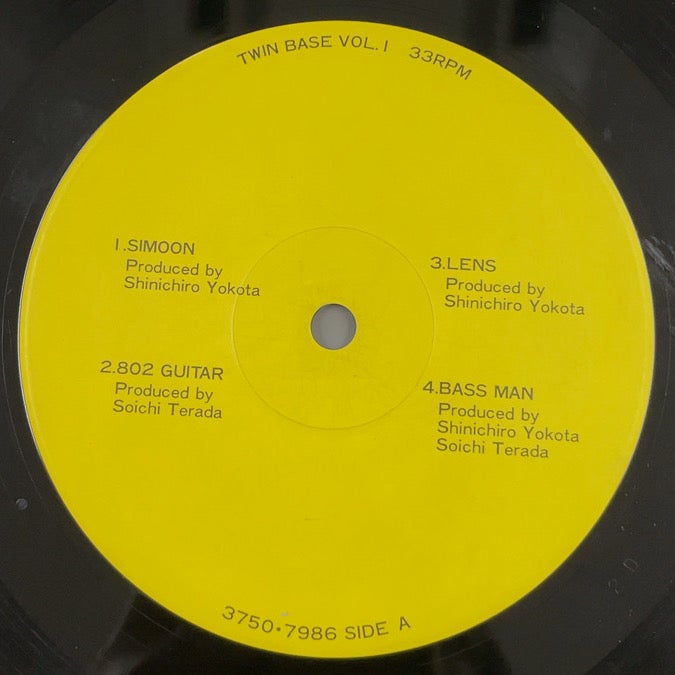 TWIN BASE VOL.1 33RPM
1.SIMOON
Produced by
Shinichiro Yokota
2.802 GUITAR
Produced by
Soichi Terada
3.LENS
Produced by
Shinichiro Yokota
4.BASS MAN
Produced by
Shinichiro Yokota
Soichi Terada
3750·7986 SIDE A